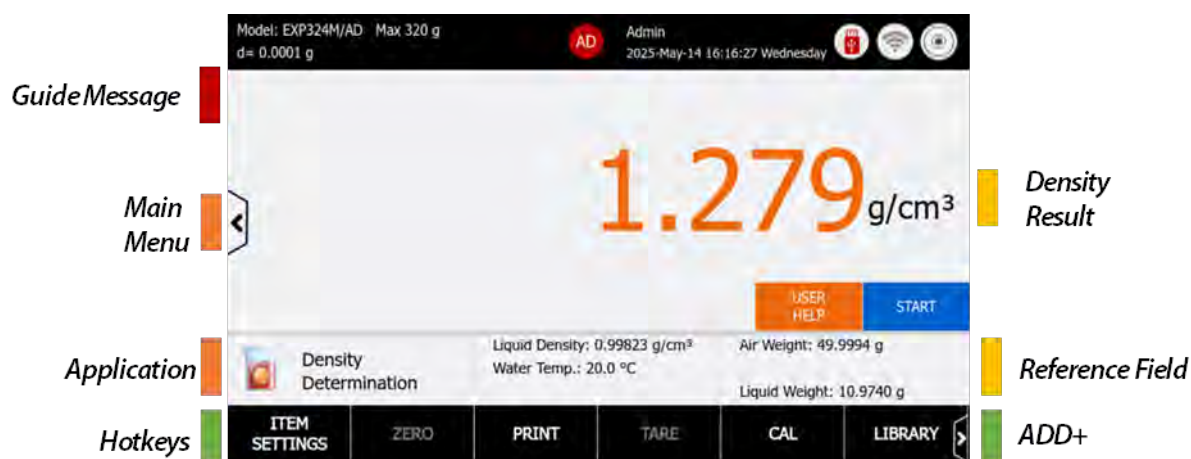 Model: EXP324M/AD Max 320 g
d= 0.0001 g
AD
Admin
2025-May-14 16:16:27 Wednesday
Guide Message
1.279 g/cm³
Main
Menu
Density
Result
USER
HELP
START
Application
Density
Determination
Liquid Density: 0.99823 g/cm³
Water Temp.: 20.0 °C
Air Weight: 49.9994 g
Liquid Weight: 10.9740 g
Reference Field
Hotkeys
ITEM
SETTINGS
ZERO
PRINT
TARE
CAL
LIBRARY
ADD+